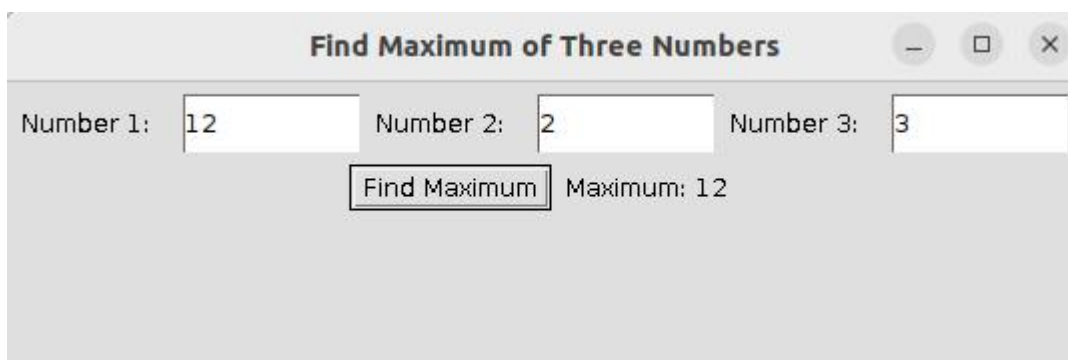 Find Maximum of Three Numbers
Number 1: 12 Number 2: 2 Number 3: 3
Find Maximum Maximum: 12